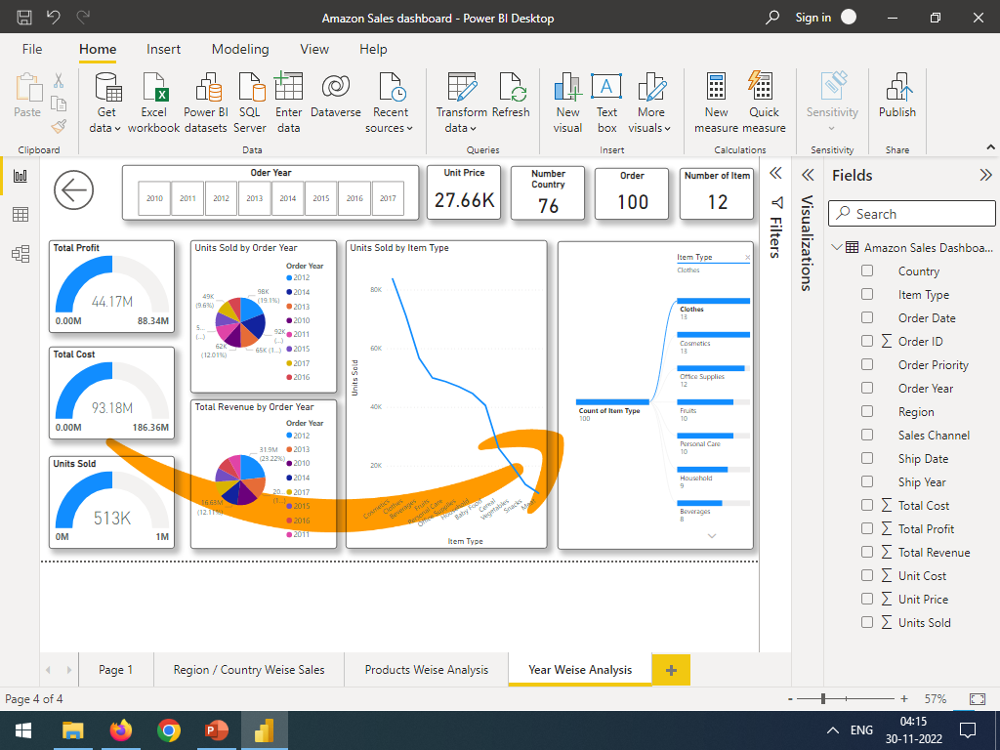 Amazon Sales dashboard - Power BI Desktop
Sign in
File Home Insert Modeling View Help
Paste
Get data
Excel workbook
Power BI datasets
SQL Server
Enter data
Dataverse
Recent sources
Transform data
Refresh
New visual
Text box
More visuals
New measure
Quick measure
Sensitivity
Publish
Clipboard Data Queries Insert Calculations Sensitivity Share
Oder Year
2010 2011 2012 2013 2014 2015 2016 2017
Unit Price
27.66K
Number Country
76
Order
100
Number of Item
12
Total Profit
44.17M
0.00M 88.34M
Total Cost
93.18M
0.00M 186.36M
Units Sold
513K
0M 1M
Units Sold by Order Year
Order Year
2012
2014
2013
2010
2011
2015
2017
2016
49K (9.6%)
98K (19.1%)
5... (...)
92K (...)
62K (12.01%)
65K (1...)
Total Revenue by Order Year
Order Year
2012
2013
2010
2014
2017
2015
2016
2011
31.9M (23.22%)
20... (...)
16.63M (12.11%)
Units Sold by Item Type
Units Sold
80K
60K
40K
20K
Cosmetics
Clothes
Beverages
Fruits
Personal Care
Office Supplies
Household
Baby Food
Cereal
Vegetables
Snacks
Meat
Item Type
Item Type
Clothes
Count of Item Type
100
Clothes
13
Cosmetics
13
Office Supplies
12
Fruits
10
Personal Care
10
Household
9
Beverages
8
Filters
Visualizations
Fields
Search
Amazon Sales Dashboa...
Country
Item Type
Order Date
Order ID
Order Priority
Order Year
Region
Sales Channel
Ship Date
Ship Year
Total Cost
Total Profit
Total Revenue
Unit Cost
Unit Price
Units Sold
Page 1
Region / Country Weise Sales
Products Weise Analysis
Year Weise Analysis
Page 4 of 4
57%
ENG
04:15
30-11-2022